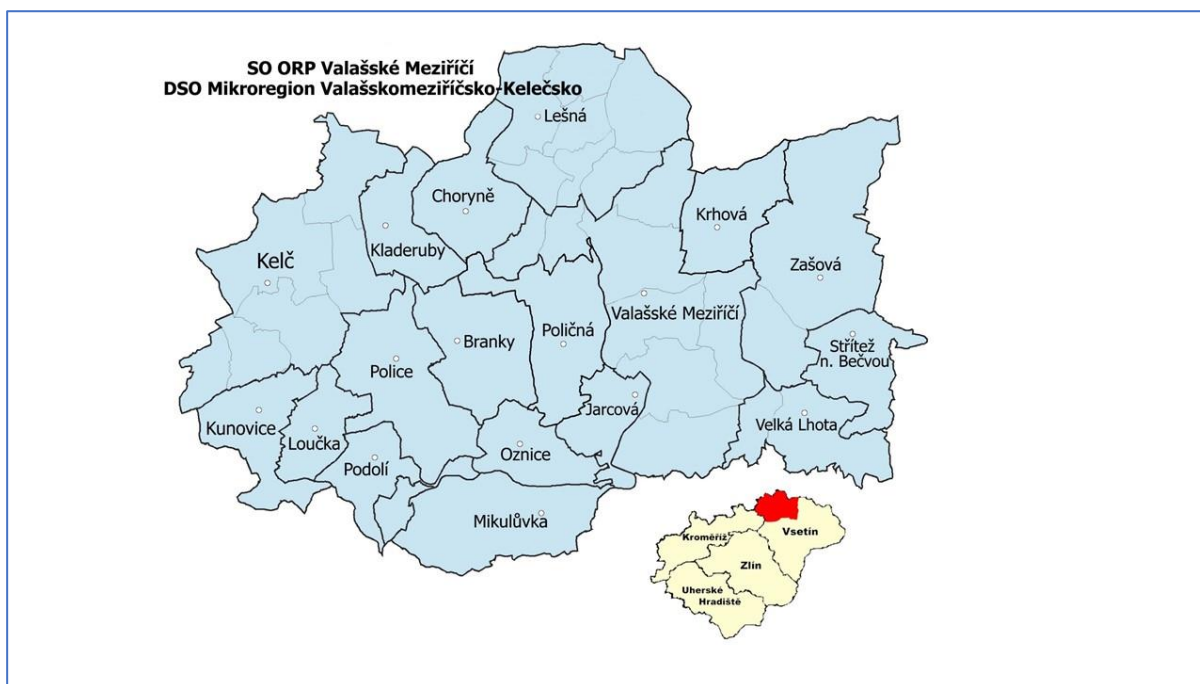 SO ORP Valašské Meziříčí
DSO Mikroregion Valašskomeziříčsko-Kelečsko
Lešná
Choryně
Krhová
Kladeruby
Kelč
Zašová
Valašské Meziříčí
Poličná
Branky
Střítež
n. Bečvou
Police
Jarcová
Velká Lhota
Kunovice
Loučka
Oznice
Podolí
Mikulůvka
Vsetín
Kroměříž
Zlín
Uherské
Hradiště